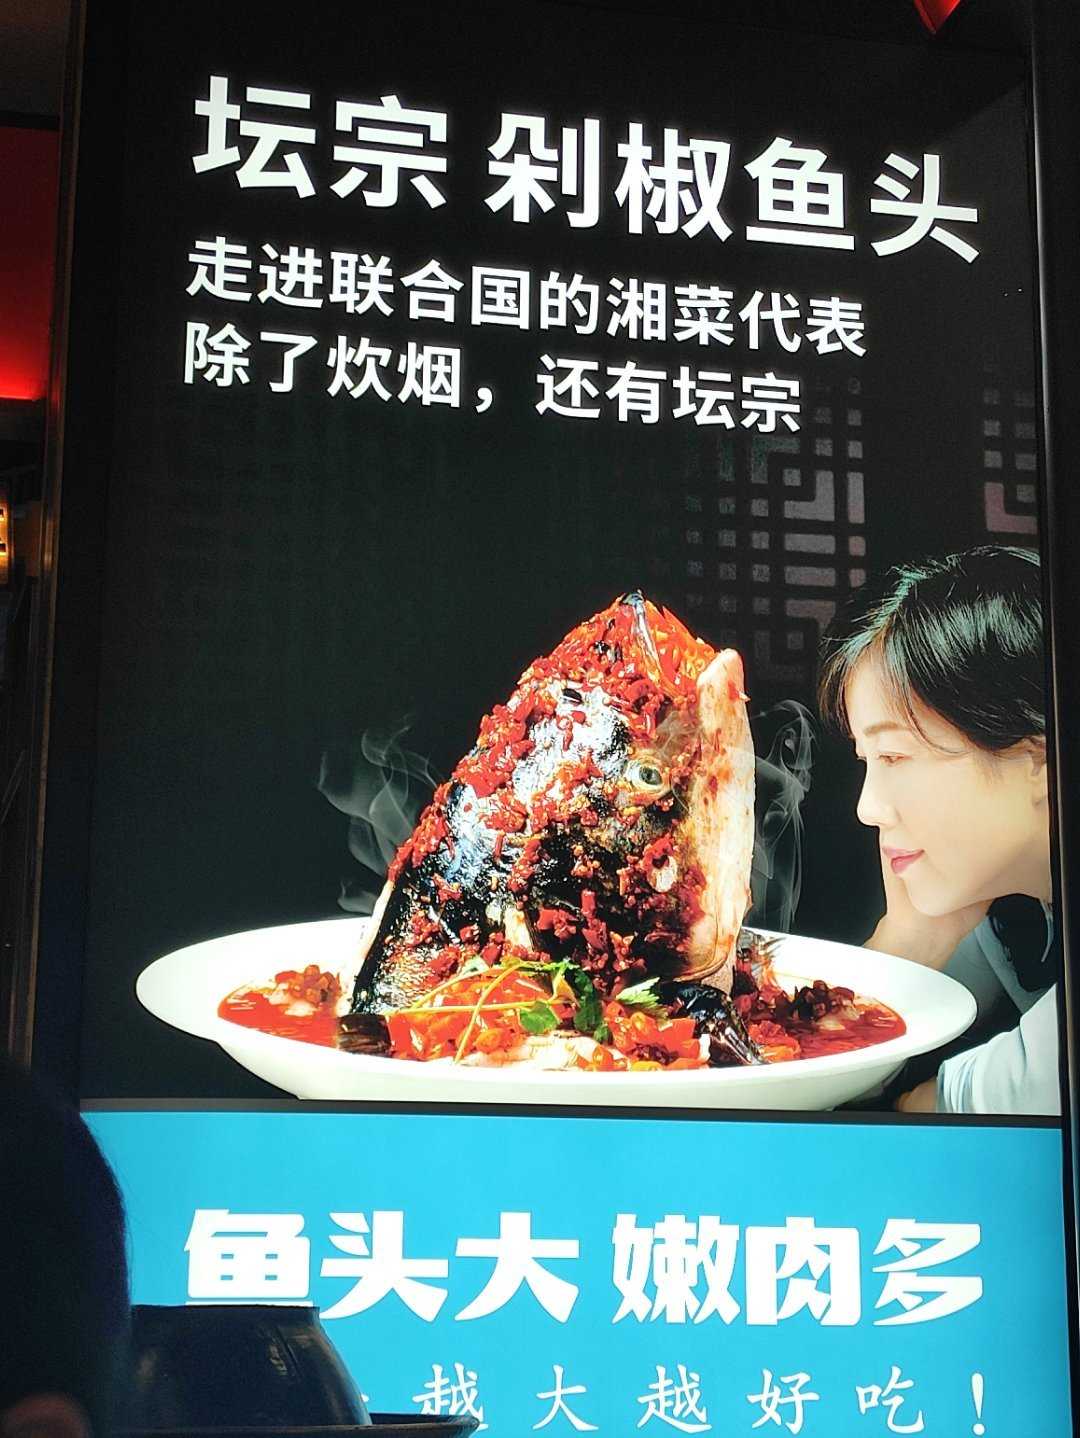 坛宗 剁椒鱼头
走进联合国的湘菜代表
除了炊烟，还有坛宗
鱼头大 嫩肉多
越大越好吃！